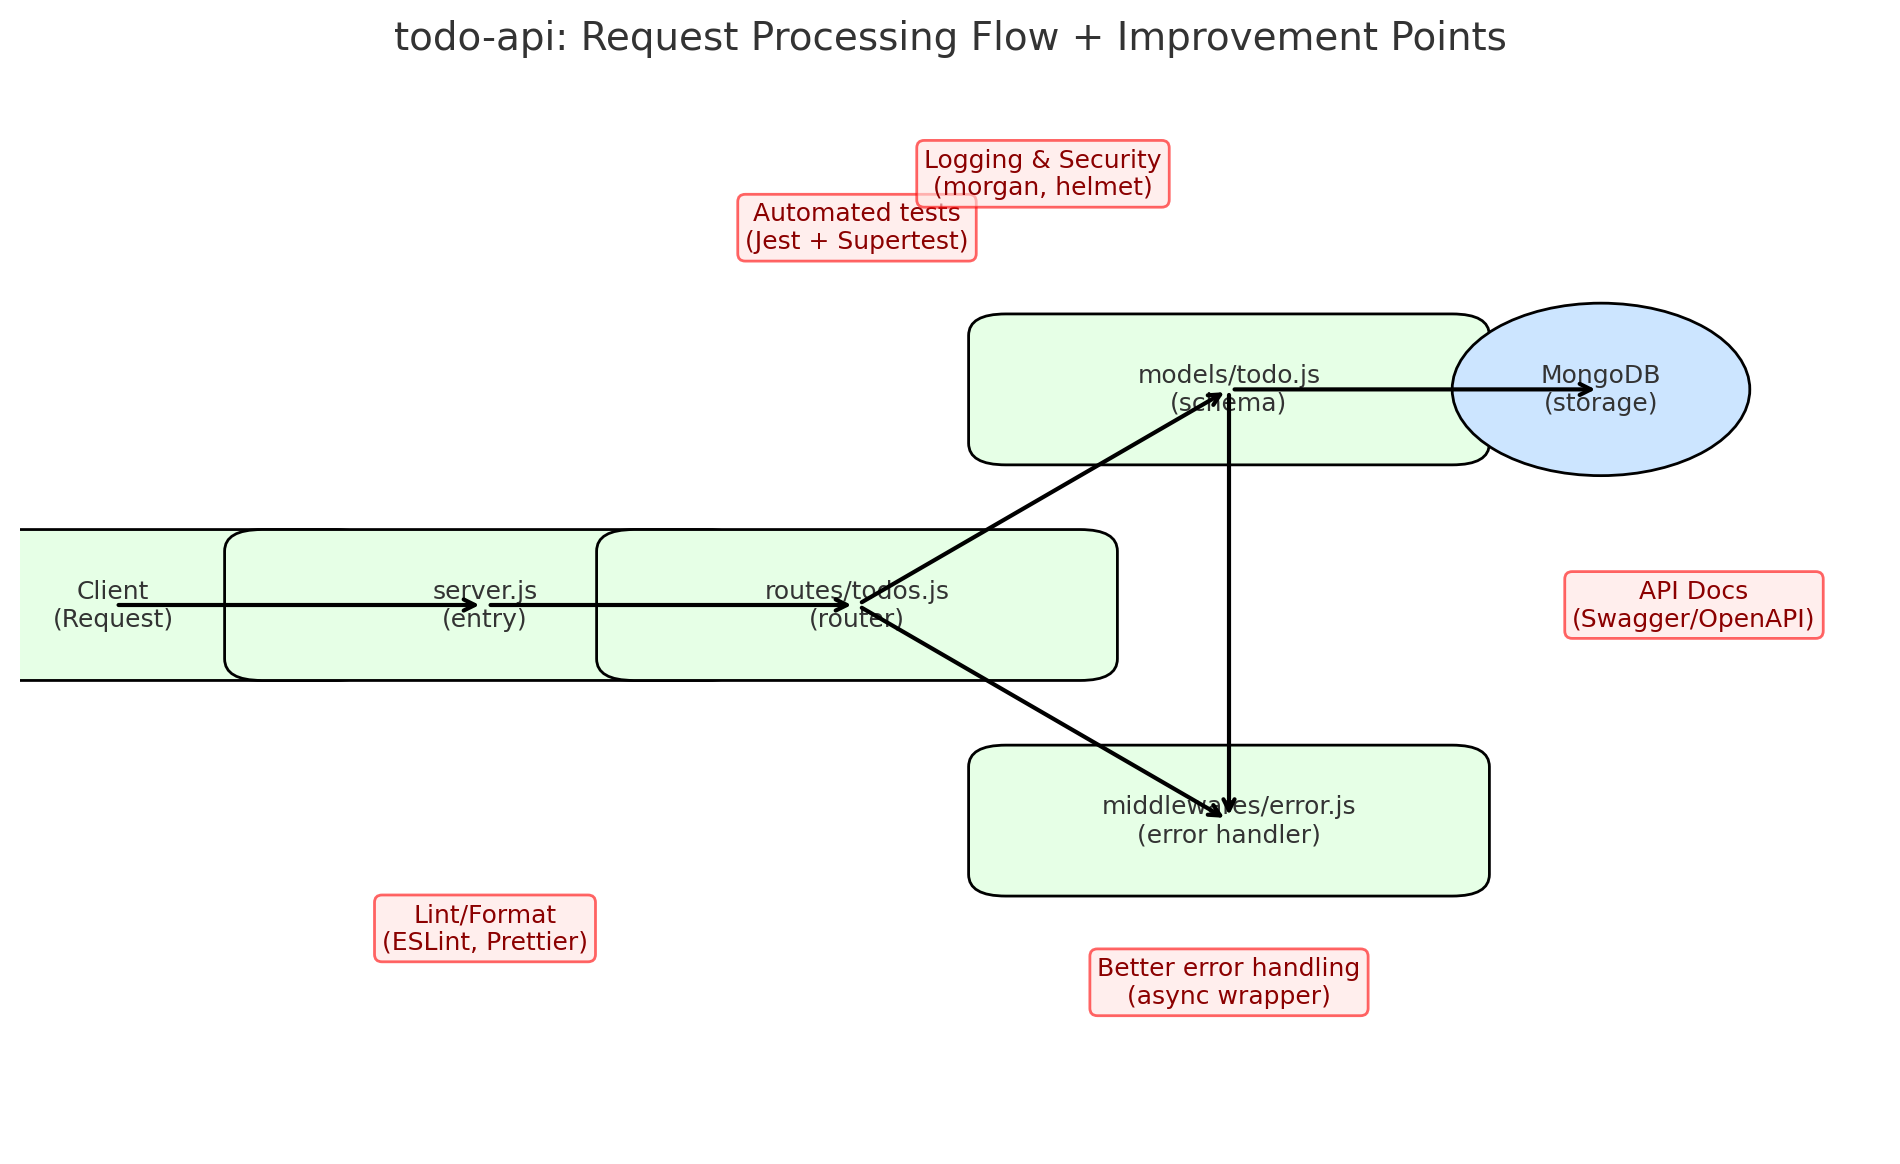 todo-api: Request Processing Flow + Improvement Points
Logging & Security
(morgan, helmet)
Automated tests
(Jest + Supertest)
models/todo.js
(schema)
MongoDB
(storage)
Client
(Request)
server.js
(entry)
routes/todos.js
(router)
API Docs
(Swagger/OpenAPI)
middlewares/error.js
(error handler)
Lint/Format
(ESLint, Prettier)
Better error handling
(async wrapper)